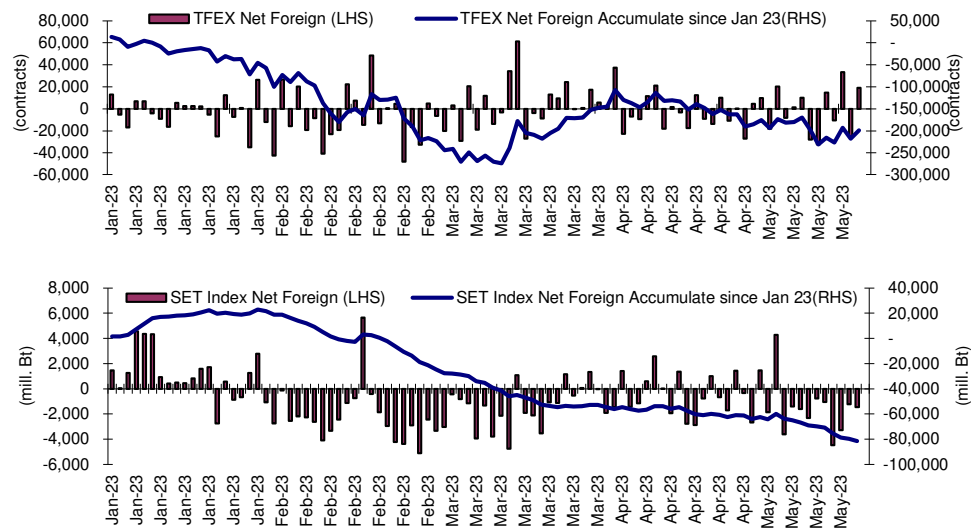 80,000
60,000
40,000
20,000
0
-20,000
-40,000
-60,000
(contracts)
TFEX Net Foreign (LHS)
TFEX Net Foreign Accumulate since Jan 23(RHS)
50,000
-
-50,000
-100,000
-150,000
-200,000
-250,000
-300,000
(contracts)
Jan-23
Jan-23
Jan-23
Jan-23
Jan-23
Jan-23
Jan-23
Feb-23
Feb-23
Feb-23
Feb-23
Feb-23
Feb-23
Feb-23
Mar-23
Mar-23
Mar-23
Mar-23
Mar-23
Mar-23
Mar-23
Apr-23
Apr-23
Apr-23
Apr-23
Apr-23
Apr-23
May-23
May-23
May-23
May-23
8,000
6,000
4,000
2,000
0
-2,000
-4,000
-6,000
(mill. Bt)
SET Index Net Foreign (LHS)
SET Index Net Foreign Accumulate since Jan 23(RHS)
40,000
20,000
-
-20,000
-40,000
-60,000
-80,000
-100,000
(mill. Bt)
Jan-23
Jan-23
Jan-23
Jan-23
Jan-23
Jan-23
Jan-23
Feb-23
Feb-23
Feb-23
Feb-23
Feb-23
Feb-23
Feb-23
Mar-23
Mar-23
Mar-23
Mar-23
Mar-23
Mar-23
Mar-23
Apr-23
Apr-23
Apr-23
Apr-23
Apr-23
Apr-23
May-23
May-23
May-23
May-23